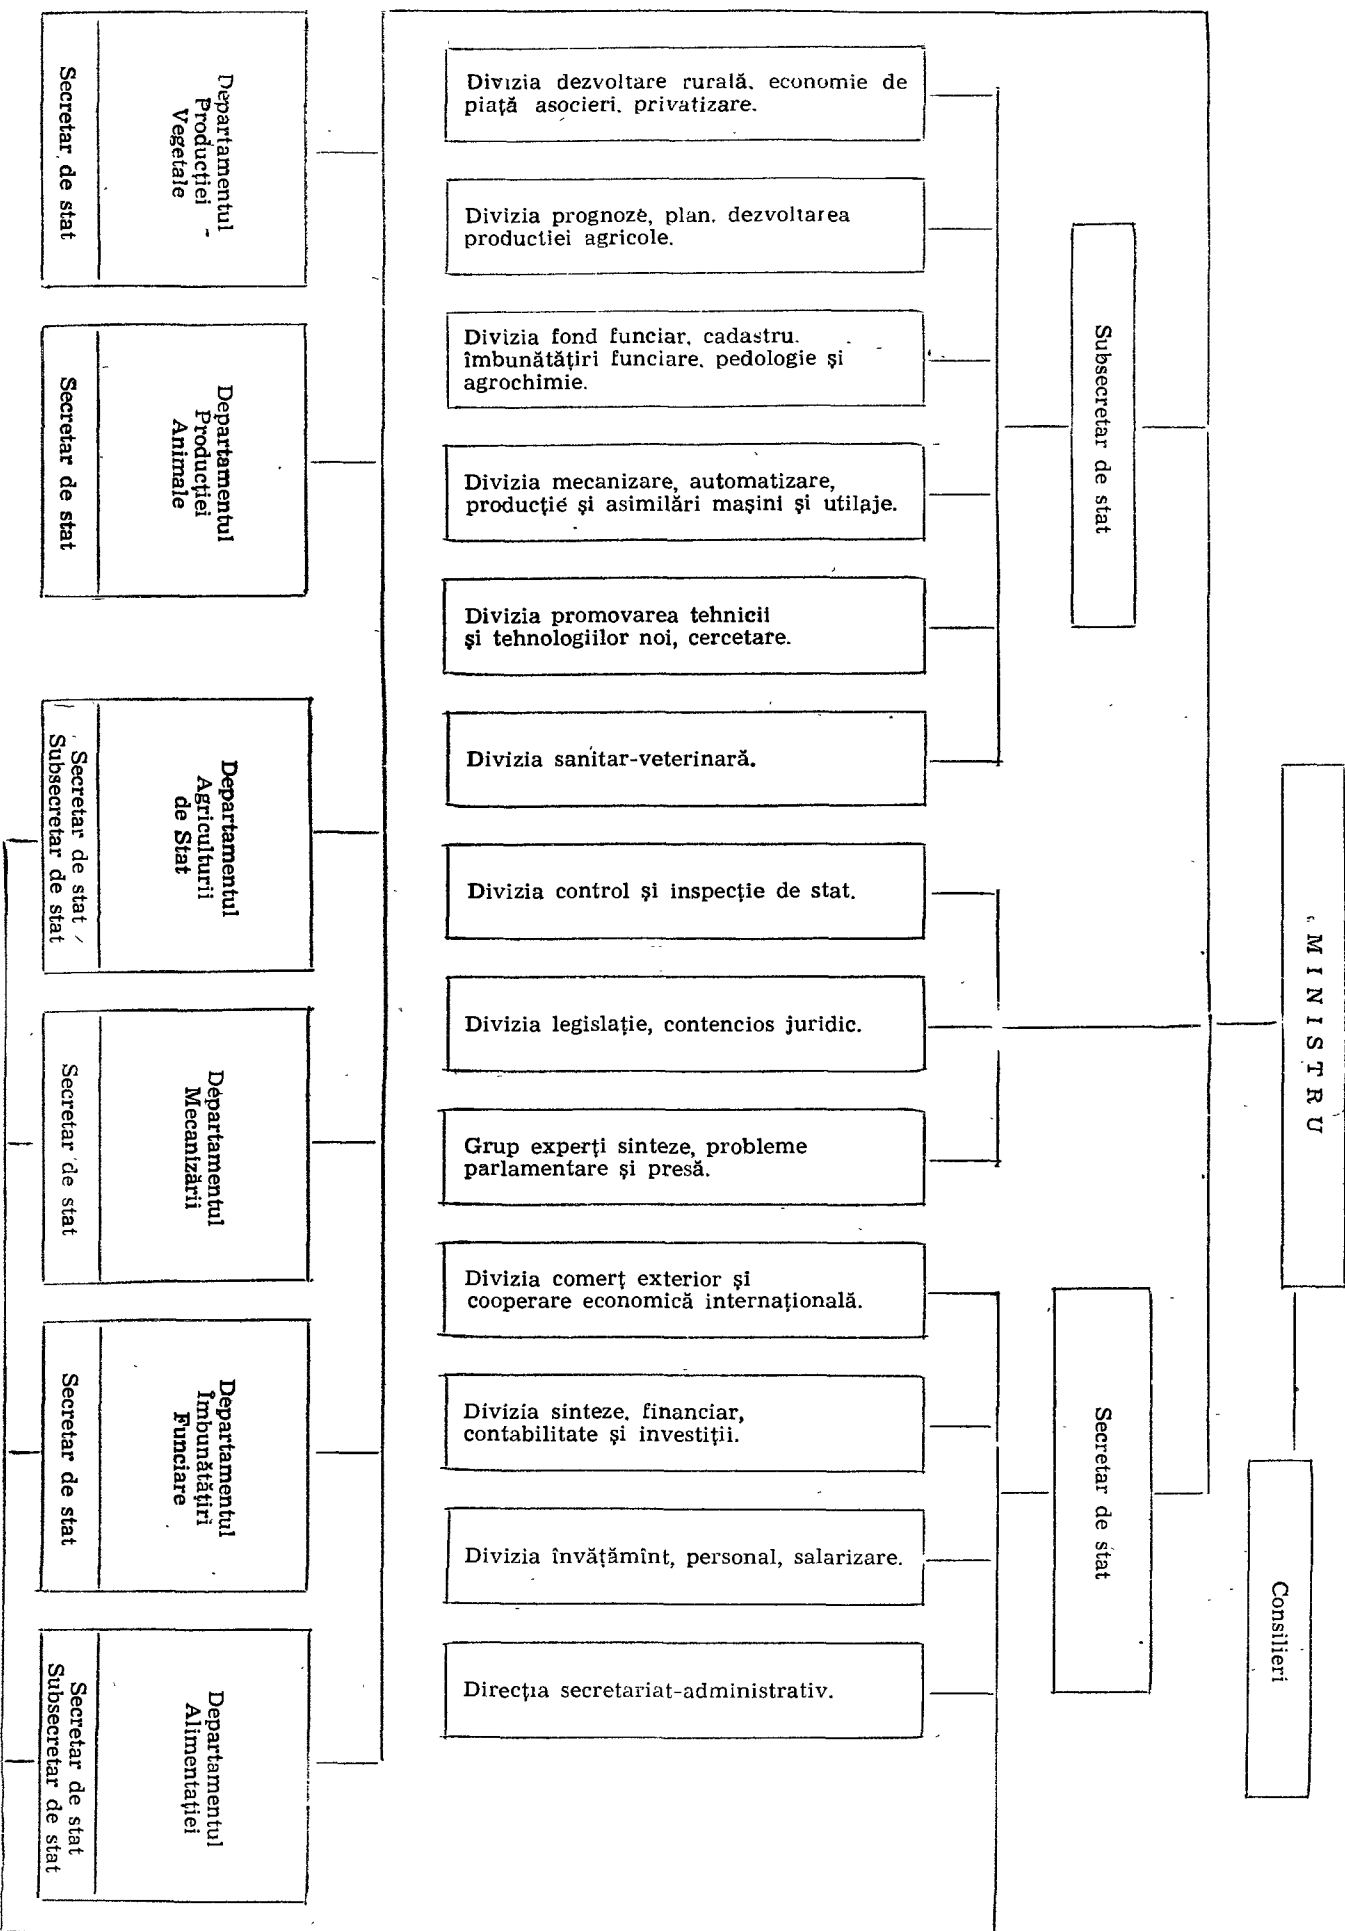 MINISTRU
Consilieri
Subsecretar de stat
Secretar de stat
Divizia dezvoltare rurală, economie de
piață asocieri, privatizare.
Divizia prognoze, plan, dezvoltarea
productiei agricole.
Divizia fond funciar, cadastru.
îmbunătățiri funciare, pedologie și
agrochimie.
Divizia mecanizare, automatizare,
producție și asimilări mașini și utilaje.
Divizia promovarea tehnicii
și tehnologiilor noi, cercetare.
Divizia sanitar-veterinară.
Divizia control și inspecție de stat.
Divizia legislație, contencios juridic.
Grup experți sinteze, probleme
parlamentare și presă.
Divizia comerț exterior și
cooperare economică internațională.
Divizia sinteze, financiar,
contabilitate și investiții.
Divizia învățămînt, personal, salarizare.
Direcția secretariat-administrativ.
Departamentul
Producției
Vegetale
Secretar de stat
Departamentul
Producției
Animale
Secretar de stat
Departamentul
Agriculturii
de Stat
Secretar de stat
Subsecretar de stat
Departamentul
Mecanizării
Secretar de stat
Departamentul
Îmbunătățiri
Funciare
Secretar de stat
Departamentul
Alimentației
Secretar de stat
Subsecretar de stat